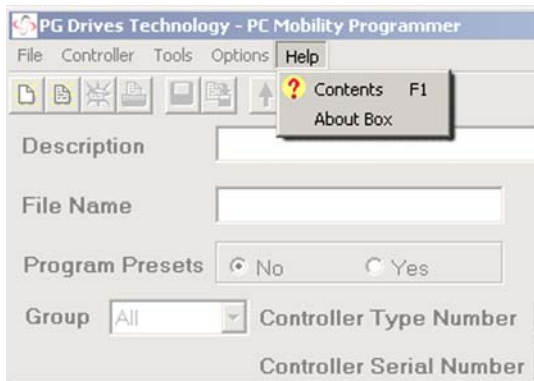 PG Drives Technology - PC Mobility Programmer
File Controller Tools Options Help
Contents F1
About Box
Description
File Name
Program Presets No Yes
Group All Controller Type Number
Controller Serial Number